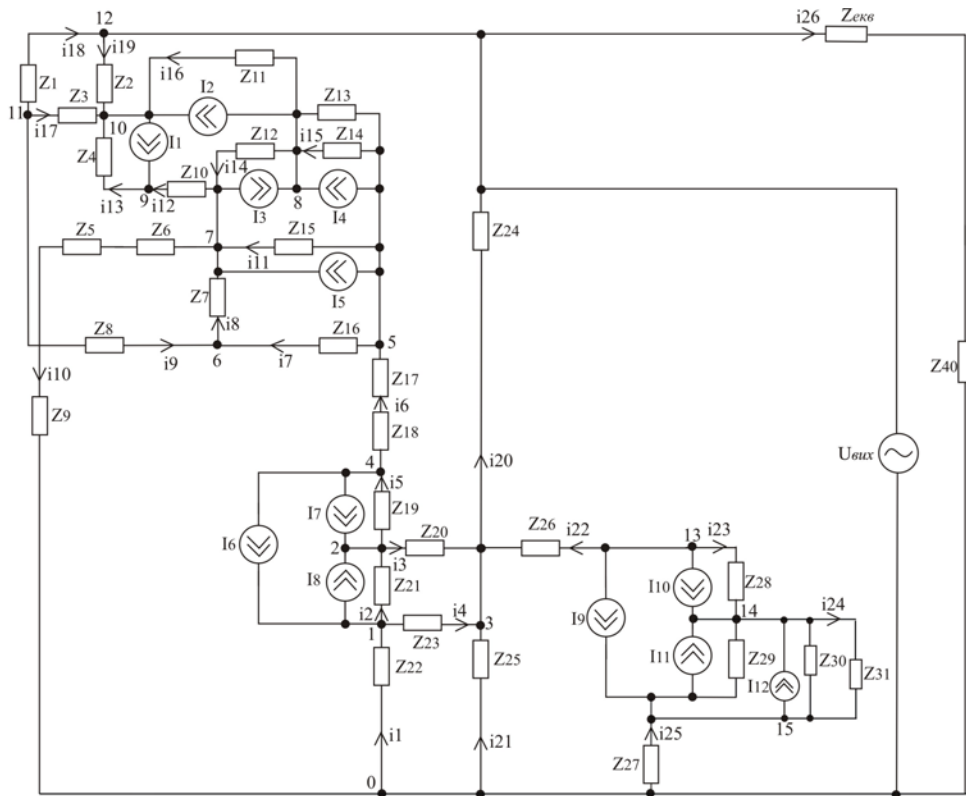 12
i26
Zекв
i18
i19
i16
Z11
Z1
Z2
I2
Z13
11
Z3
10
i17
I1
Z12
i15
Z14
Z4
Z10
i14
9
i13
i12
I3
8
I4
Z24
Z5
Z6
7
Z15
i11
I5
Z7
i8
Z8
Z16
5
i9
6
i7
Z40
i10
Z17
i6
Z9
Z18
Uвих
4
i5
i20
I7
Z19
Z20
Z26
i22
13
i23
I6
2
i3
I8
Z21
I10
Z28
i2
i4
I9
14
i24
1
Z23
3
I11
Z29
Z30
Z22
Z25
I12
Z31
15
i1
i21
i25
Z27
0